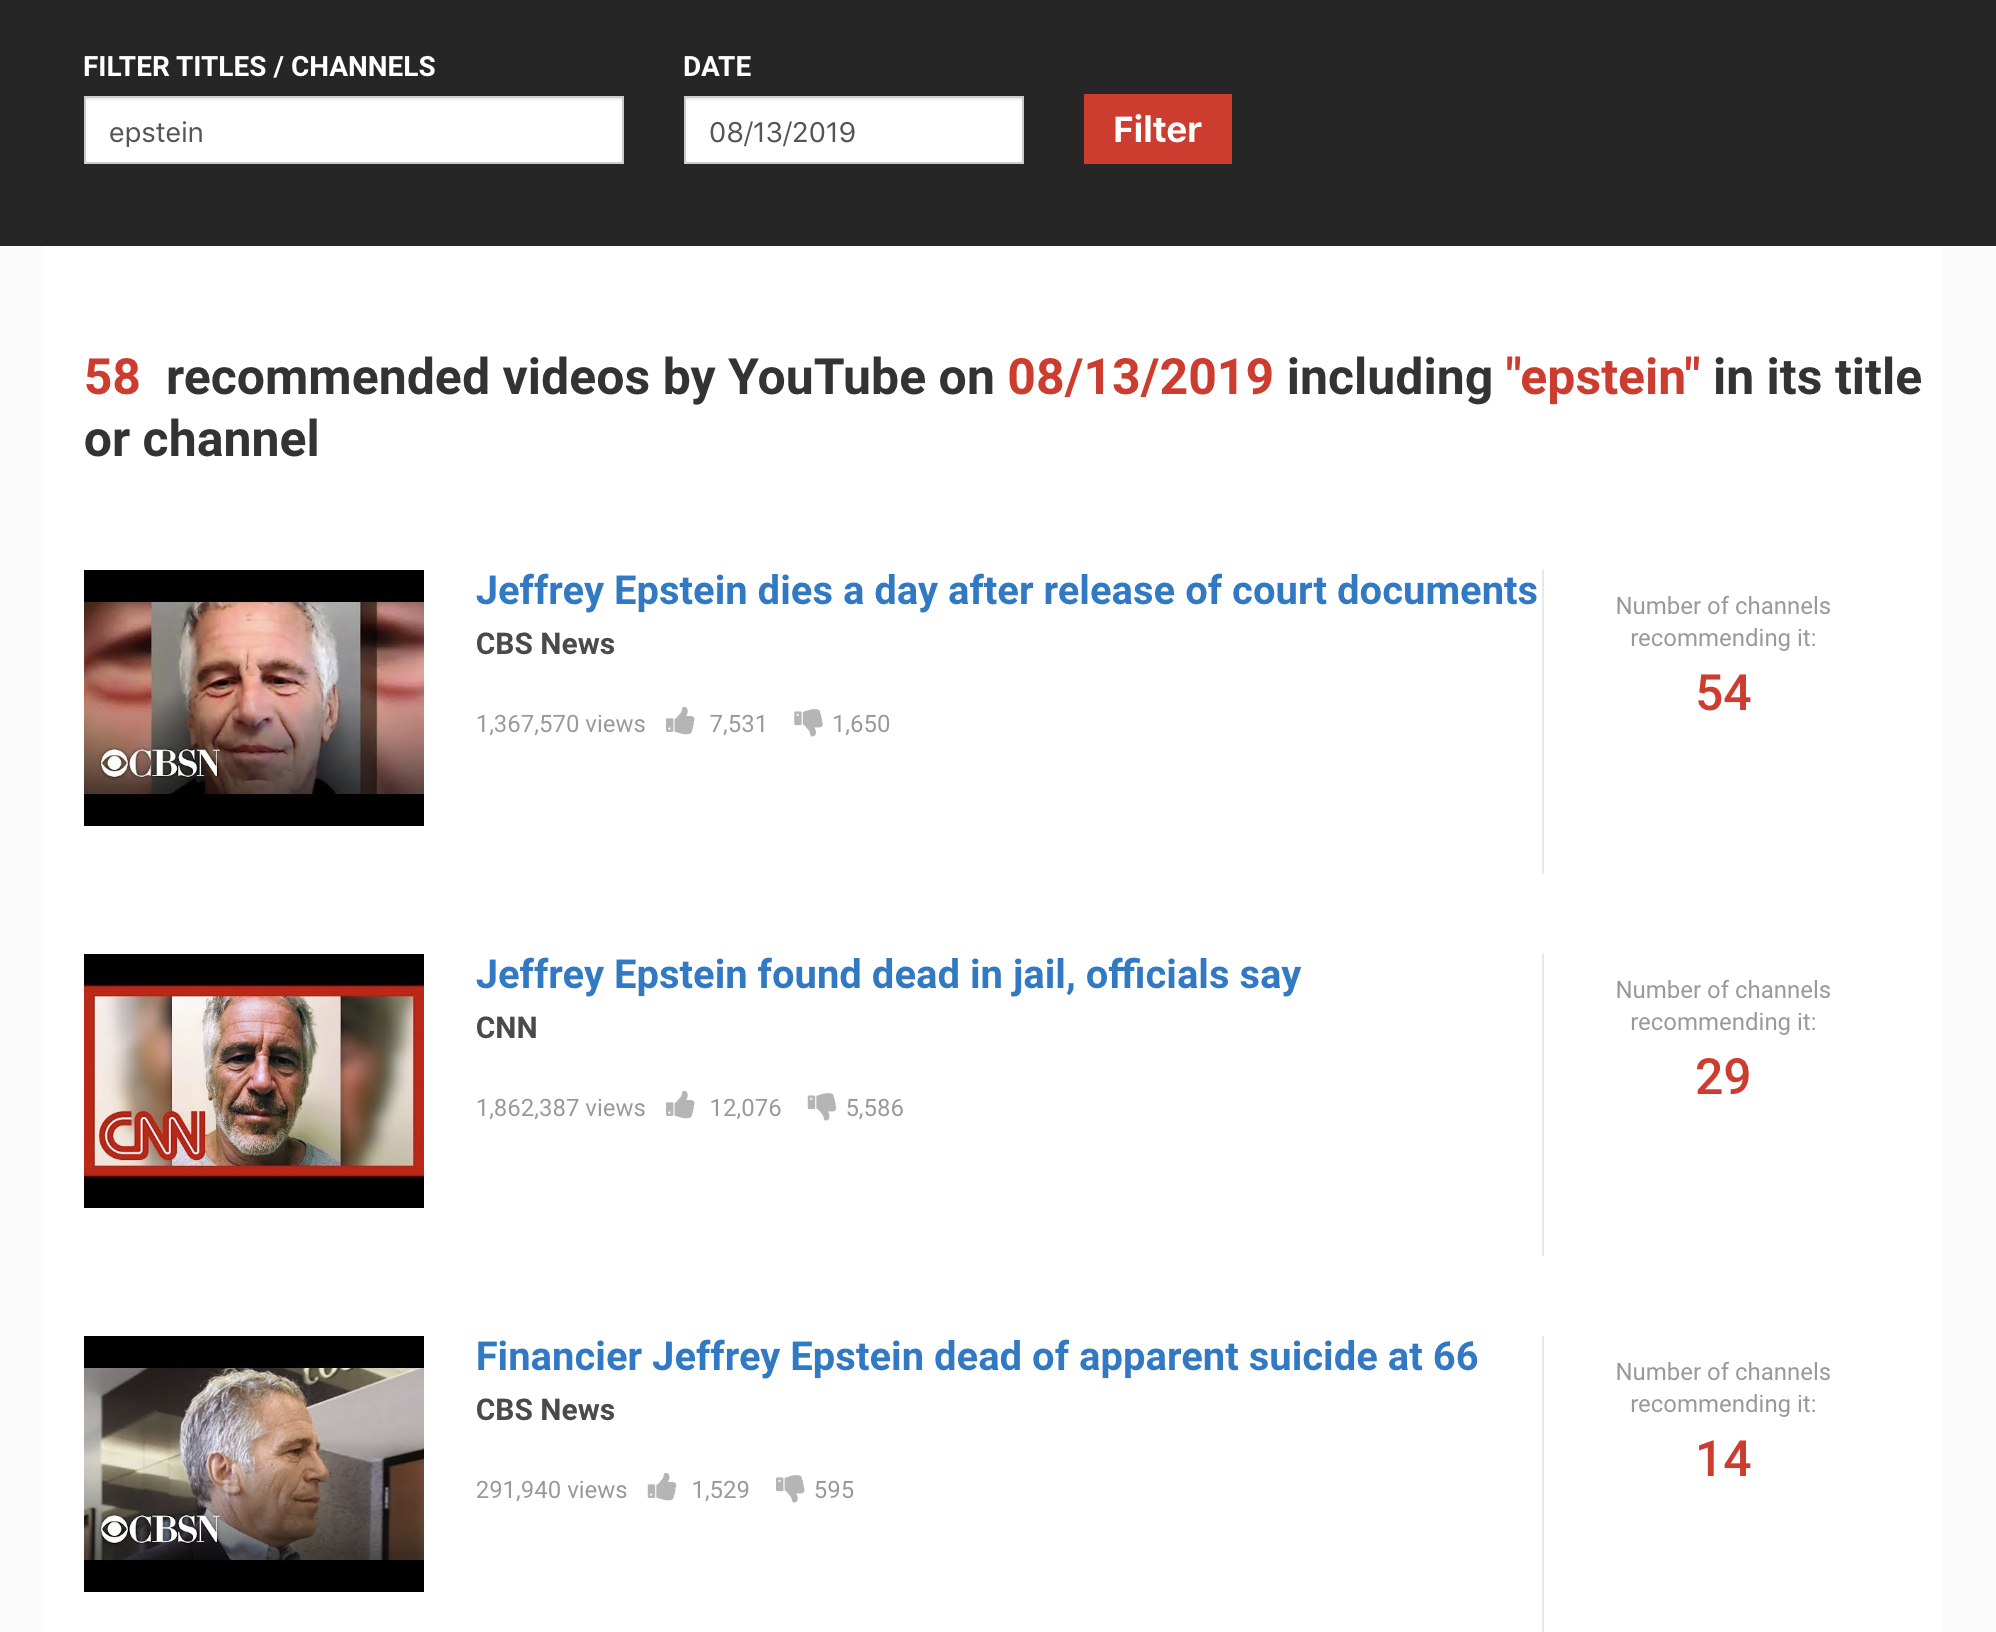 FILTER TITLES / CHANNELS
DATE
epstein
08/13/2019
Filter
58 recommended videos by YouTube on 08/13/2019 including "epstein" in its title
or channel
CBSN
Jeffrey Epstein dies a day after release of court documents
CBS News
1,367,570 views 7,531 1,650
Number of channels
recommending it:
54
CNN
Jeffrey Epstein found dead in jail, officials say
CNN
1,862,387 views 12,076 5,586
Number of channels
recommending it:
29
CBSN
Financier Jeffrey Epstein dead of apparent suicide at 66
CBS News
291,940 views 1,529 595
Number of channels
recommending it:
14